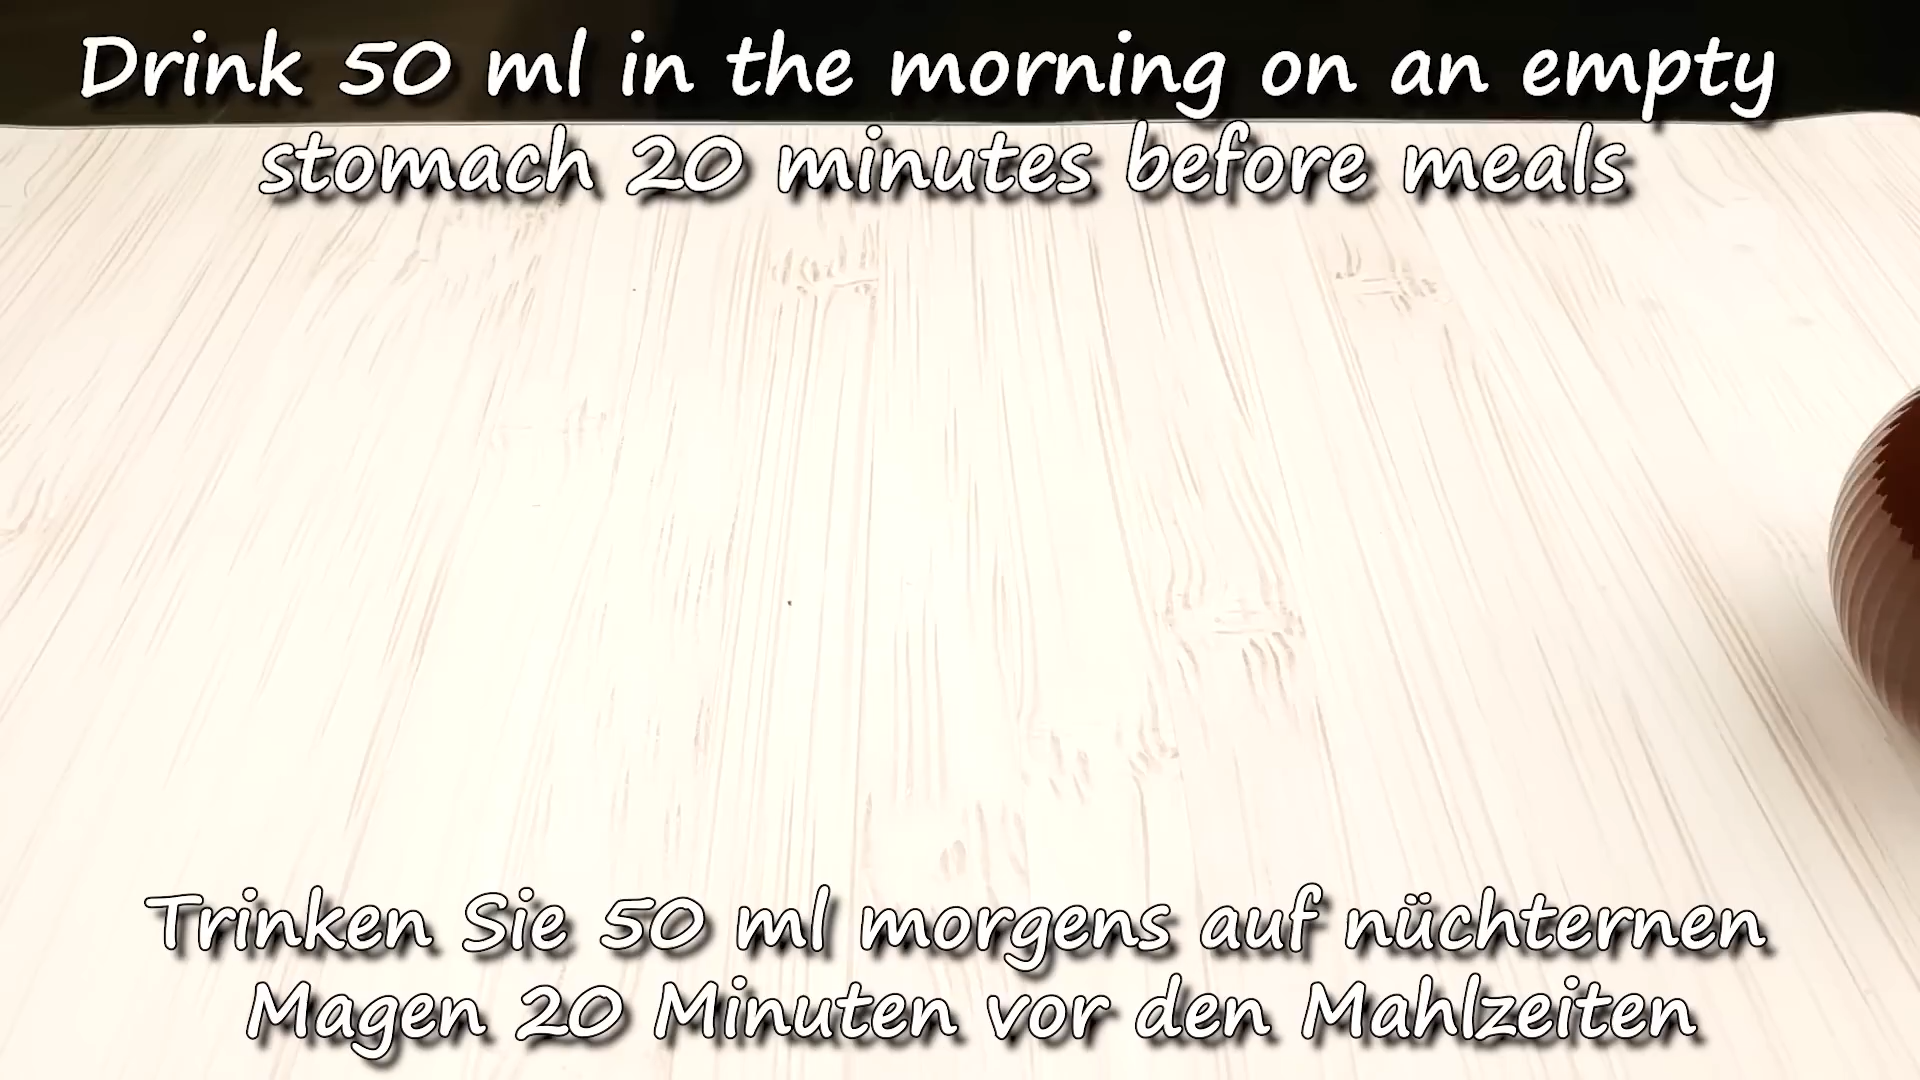 Drink 50 ml in the morning on an empty
stomach 20 minutes before meals
Trinken Sie 50 ml morgens auf nüchternen
Magen 20 Minuten vor den Mahlzeiten